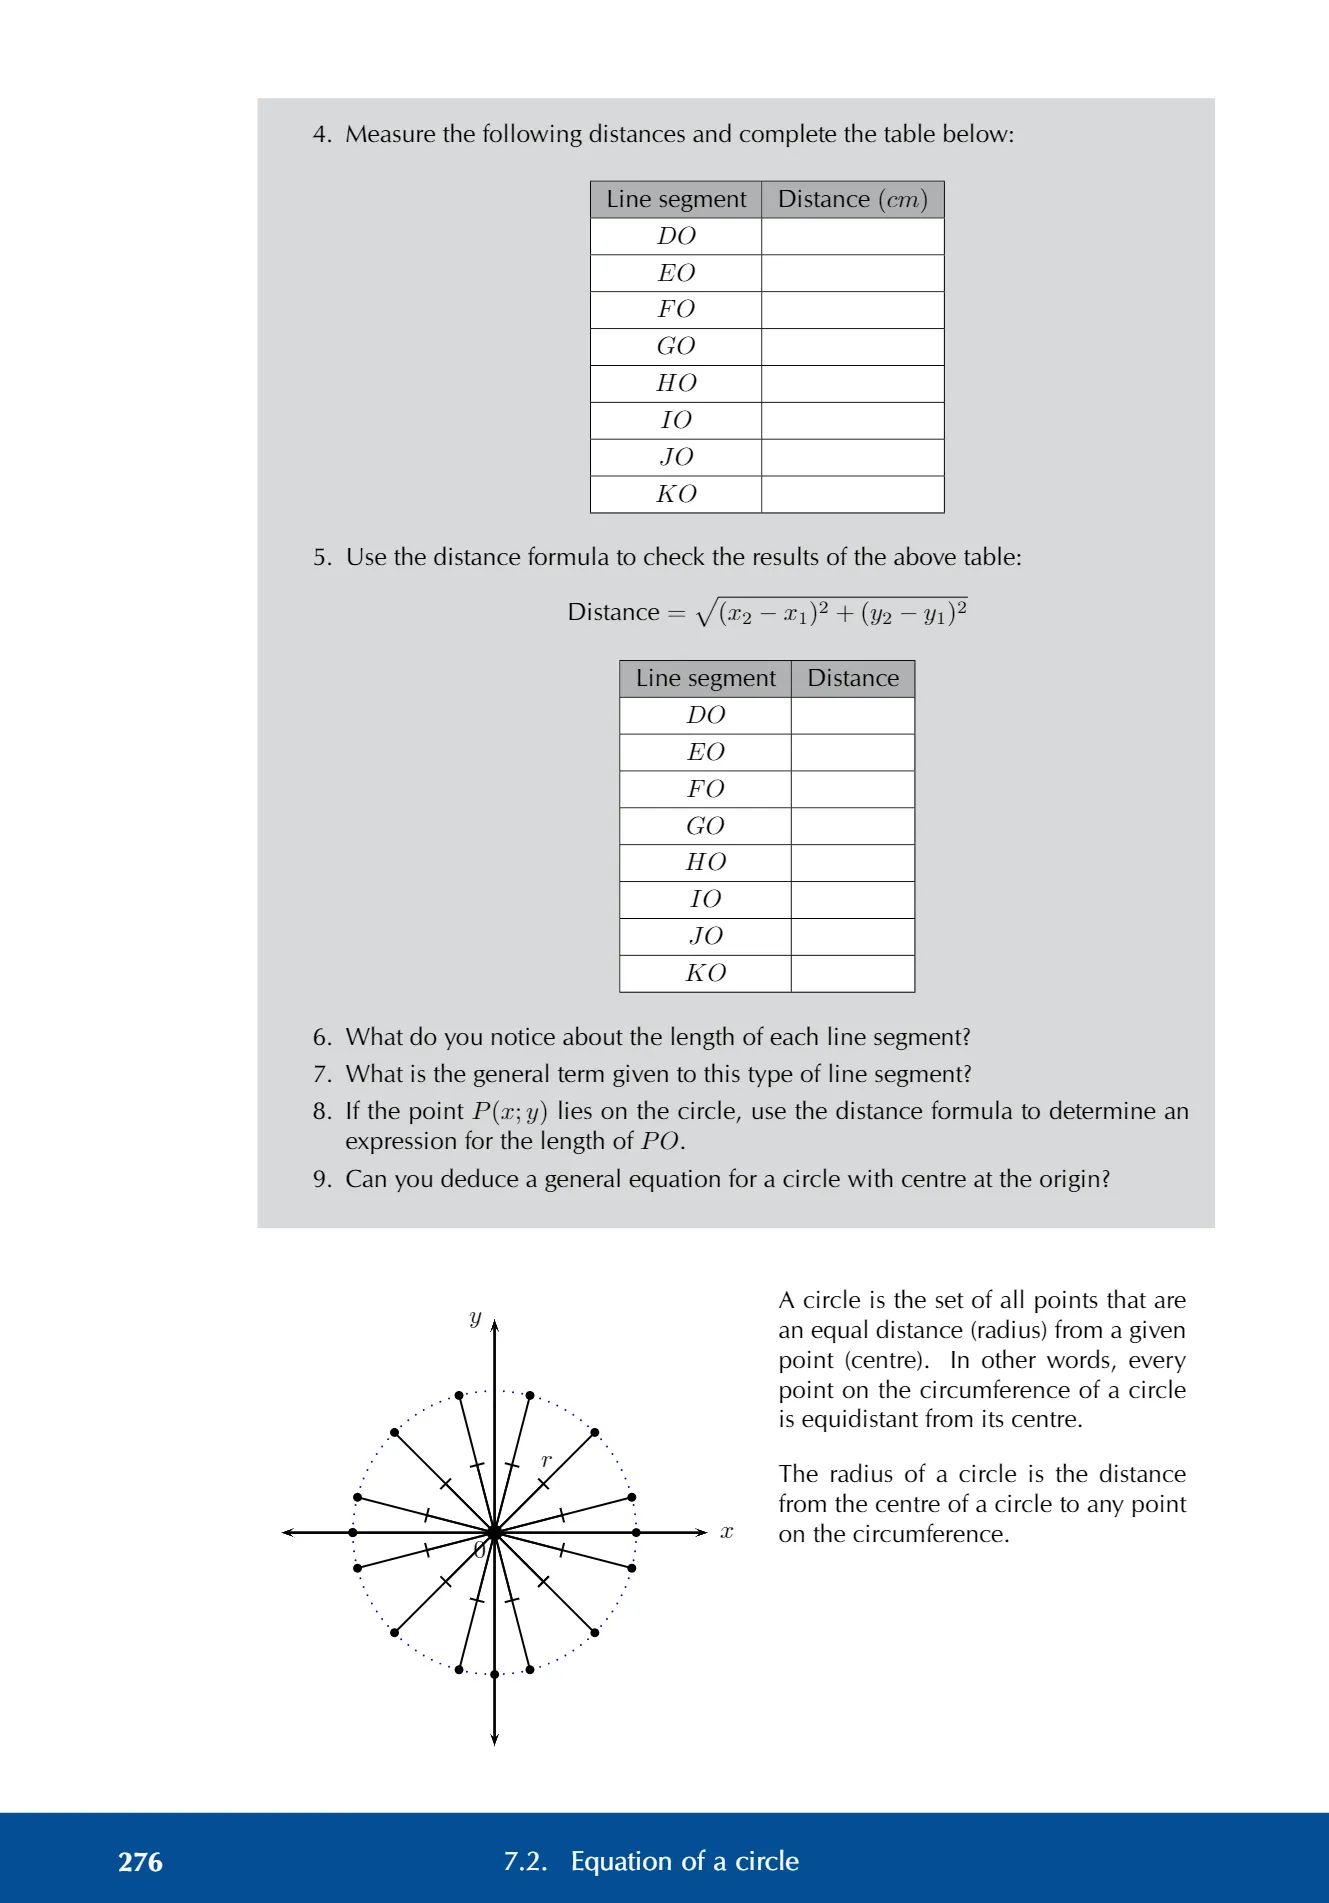 4. Measure the following distances and complete the table below:
Line segment Distance (cm)
DO
EO
FO
GO
HO
IO
JO
KO
5. Use the distance formula to check the results of the above table:
Distance = √(x₂ − x₁)² + (y₂ − y₁)²
Line segment Distance
DO
EO
FO
GO
HO
IO
JO
KO
6. What do you notice about the length of each line segment?
7. What is the general term given to this type of line segment?
8. If the point P(x; y) lies on the circle, use the distance formula to determine an
expression for the length of PO.
9. Can you deduce a general equation for a circle with centre at the origin?
y
r
x
0
A circle is the set of all points that are
an equal distance (radius) from a given
point (centre). In other words, every
point on the circumference of a circle
is equidistant from its centre.
The radius of a circle is the distance
from the centre of a circle to any point
on the circumference.
276 7.2. Equation of a circle